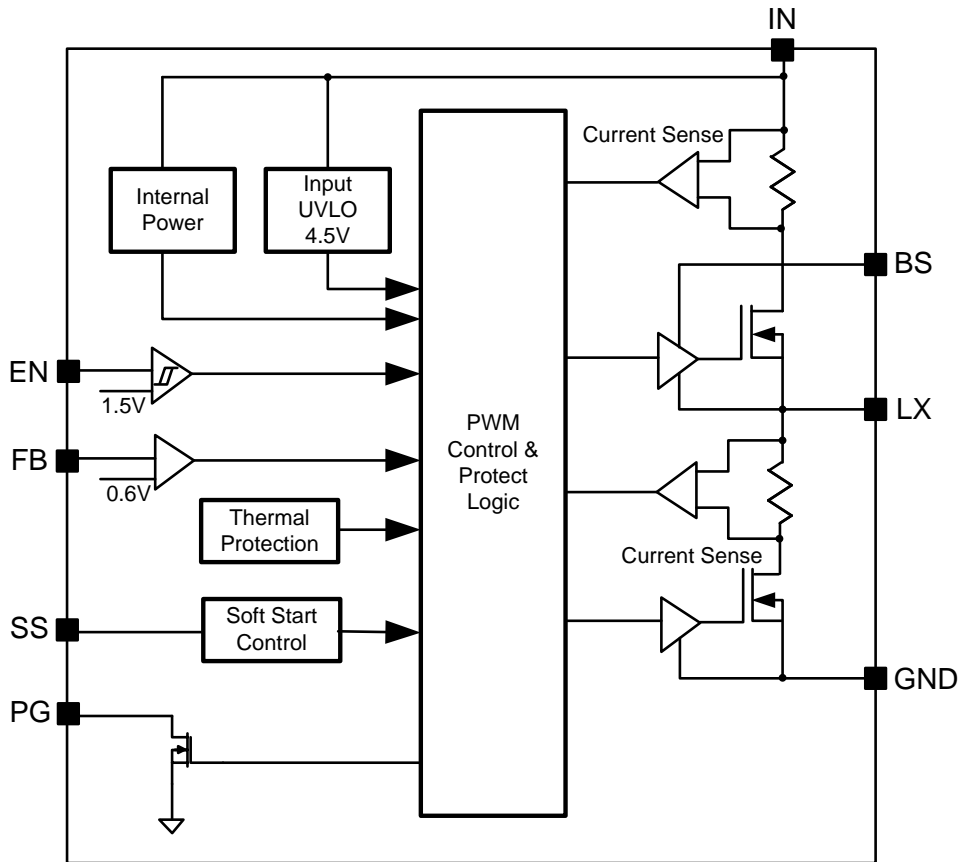 IN
Current Sense
Internal
Power
Input
UVLO
4.5V
BS
EN
1.5V
LX
PWM
Control &
Protect
Logic
FB
0.6V
Thermal
Protection
Current Sense
SS
Soft Start
Control
GND
PG